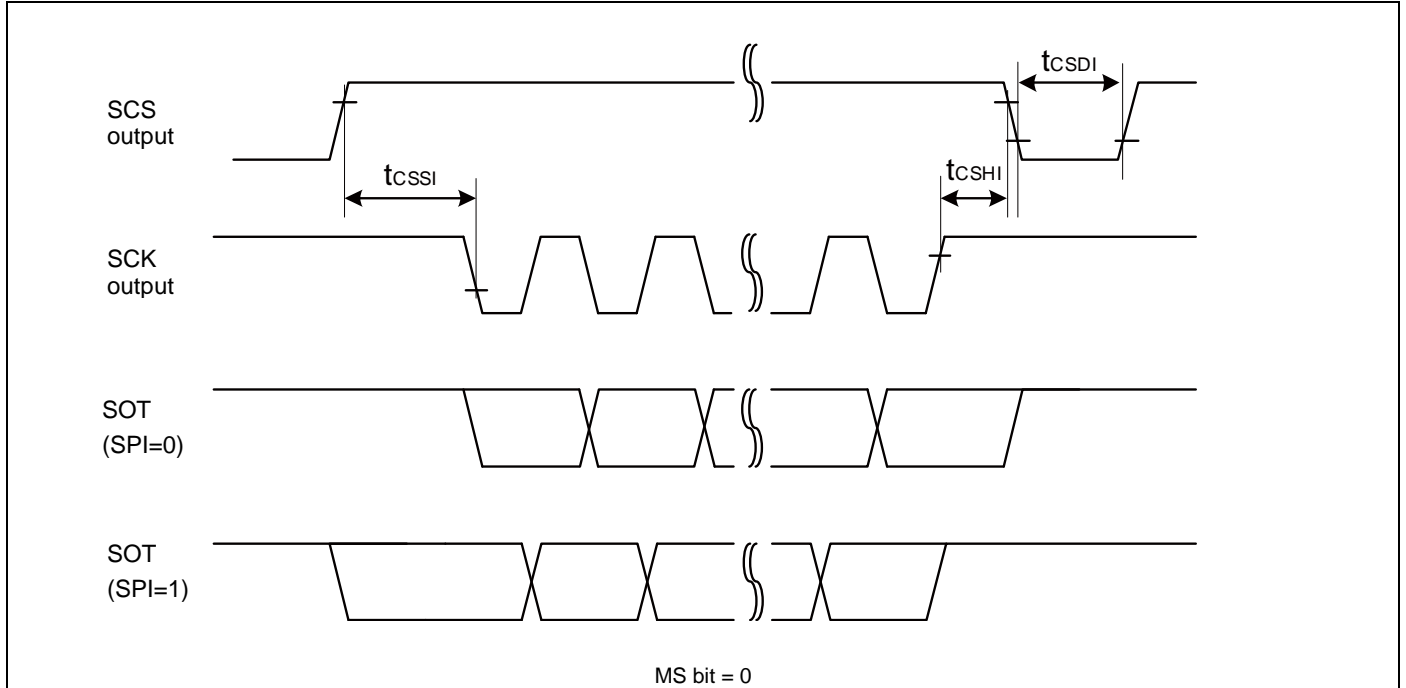 tCSDI
SCS
output
tCSSI
tCSHI
SCK
output
SOT
(SPI=0)
SOT
(SPI=1)
MS bit = 0